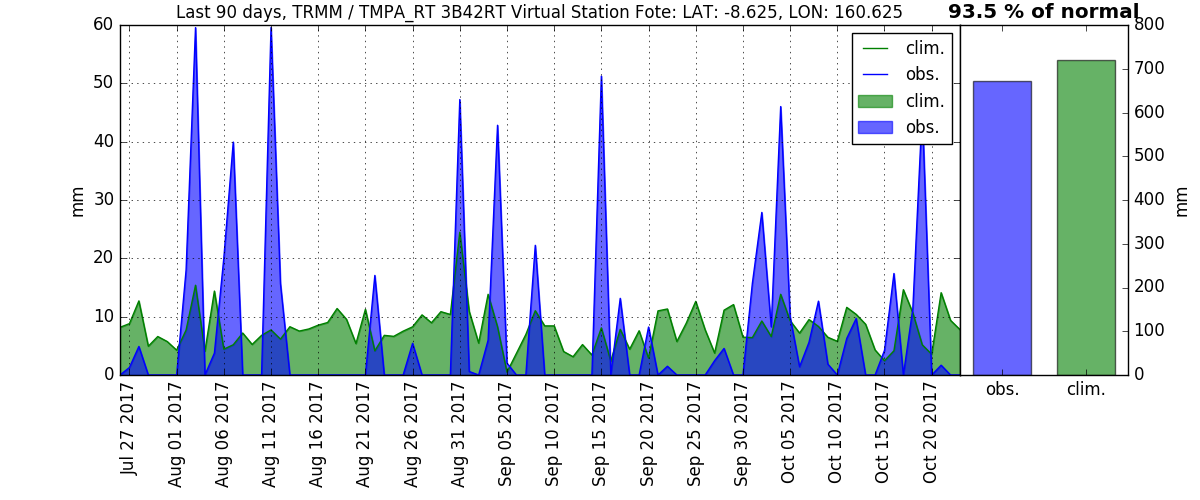 Last 90 days, TRMM / TMPA_RT 3B42RT Virtual Station Fote: LAT: -8.625, LON: 160.625
93.5 % of normal
60
50
40
30
20
10
0
mm
clim.
obs.
clim.
obs.
800
700
600
500
400
300
200
100
0
mm
Jul 27 2017
Aug 01 2017
Aug 06 2017
Aug 11 2017
Aug 16 2017
Aug 21 2017
Aug 26 2017
Aug 31 2017
Sep 05 2017
Sep 10 2017
Sep 15 2017
Sep 20 2017
Sep 25 2017
Sep 30 2017
Oct 05 2017
Oct 10 2017
Oct 15 2017
Oct 20 2017
obs.
clim.